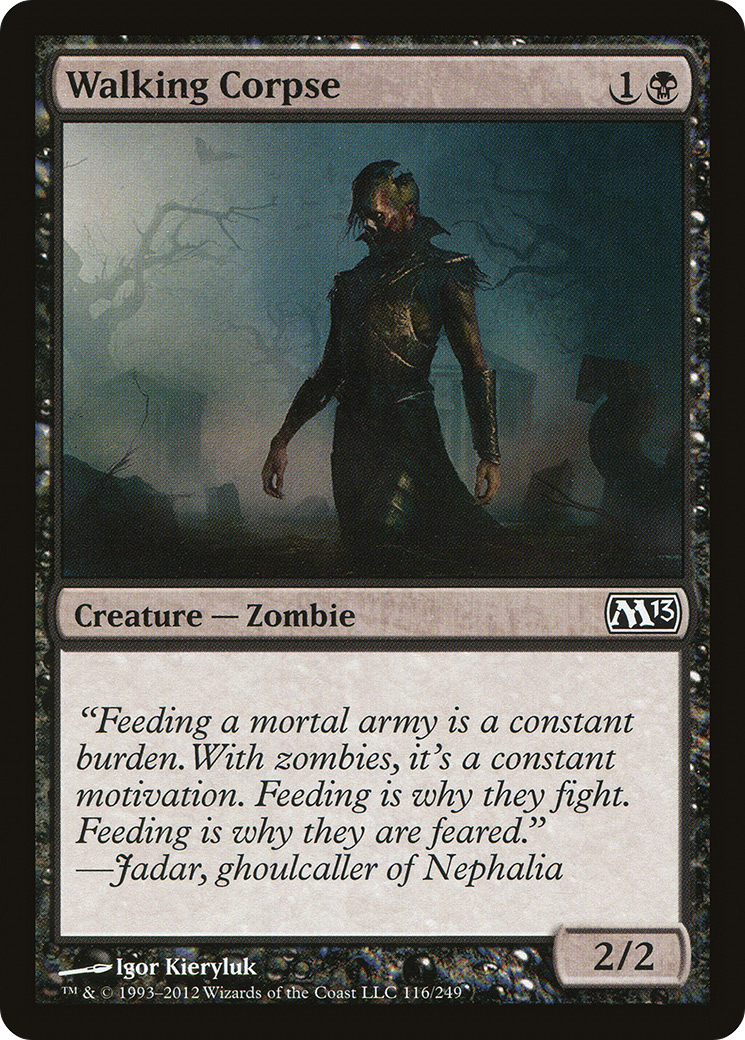 Walking Corpse 1
Creature — Zombie M13
“Feeding a mortal army is a constant
burden. With zombies, it’s a constant
motivation. Feeding is why they fight.
Feeding is why they are feared.”
—Jadar, ghoulcaller of Nephalia
2/2
Igor Kieryluk
™ & © 1993–2012 Wizards of the Coast LLC 116/249